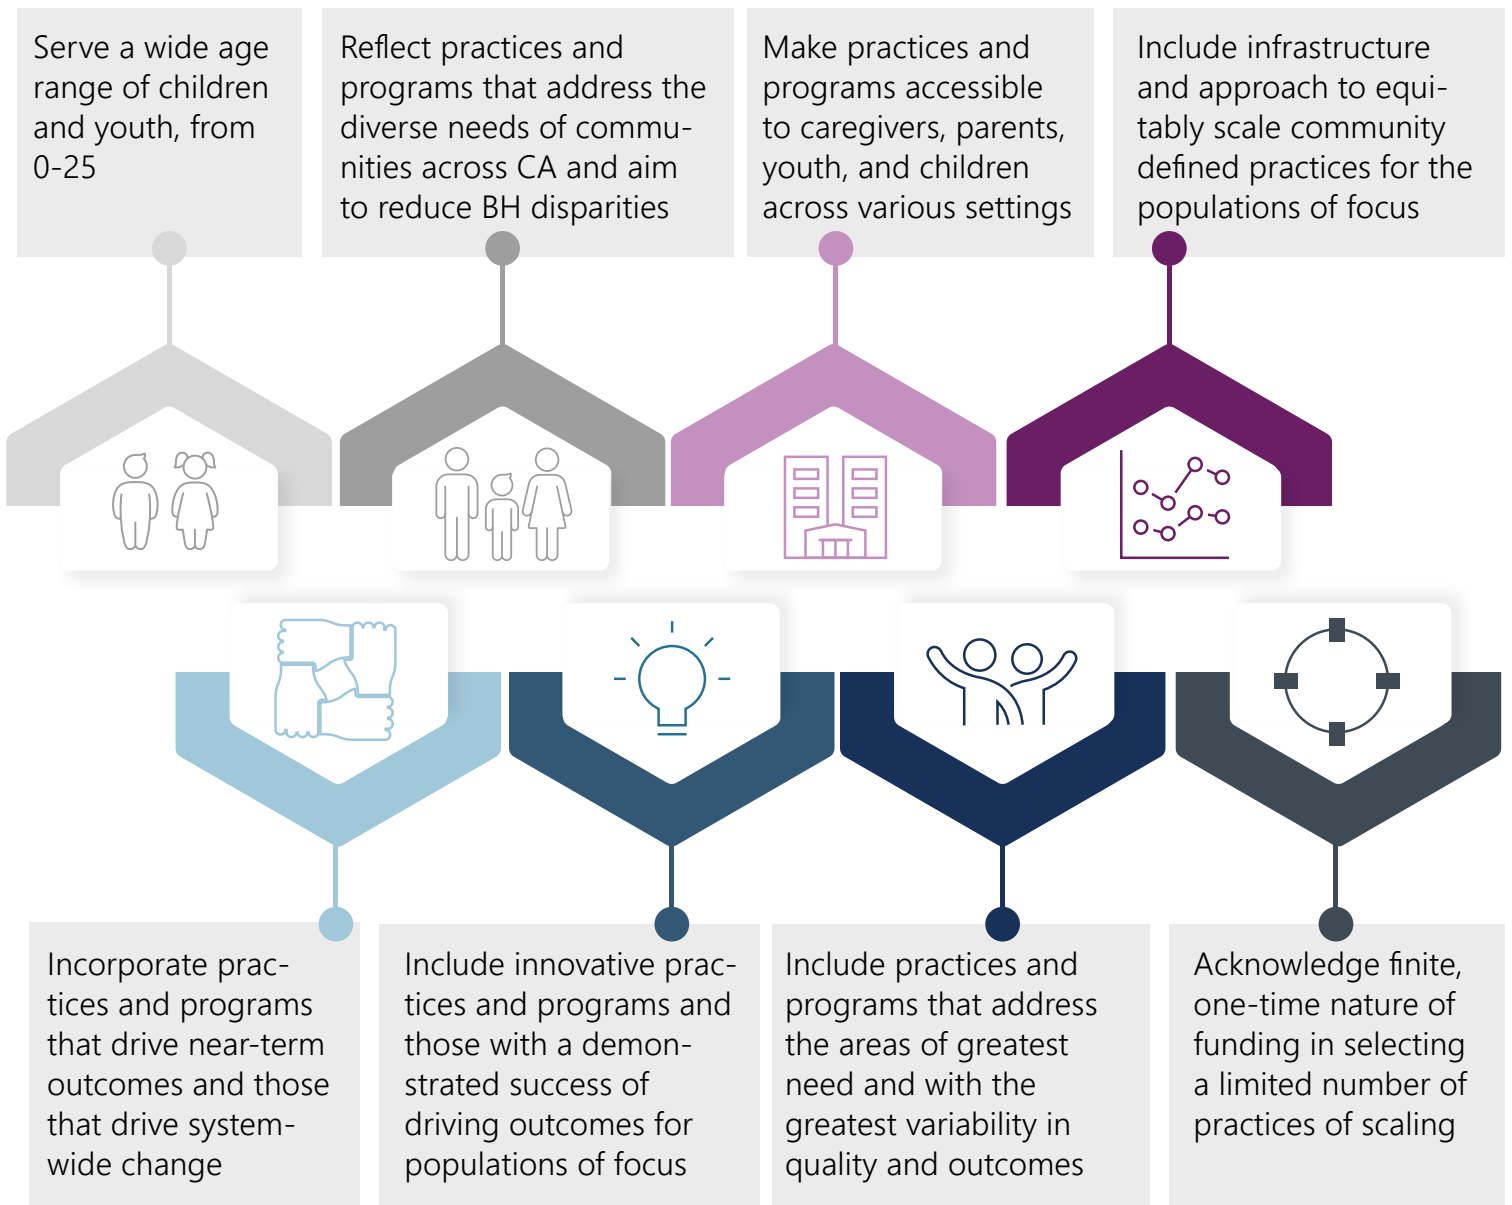 Serve a wide age
range of children
and youth, from
0-25
Reflect practices and
programs that address the
diverse needs of commu-
nities across CA and aim
to reduce BH disparities
Make practices and
programs accessible
to caregivers, parents,
youth, and children
across various settings
Include infrastructure
and approach to equi-
tably scale community
defined practices for the
populations of focus
Incorporate prac-
tices and programs
that drive near-term
outcomes and those
that drive system-
wide change
Include innovative prac-
tices and programs and
those with a demon-
strated success of
driving outcomes for
populations of focus
Include practices and
programs that address
the areas of greatest
need and with the
greatest variability in
quality and outcomes
Acknowledge finite,
one-time nature of
funding in selecting
a limited number of
practices of scaling